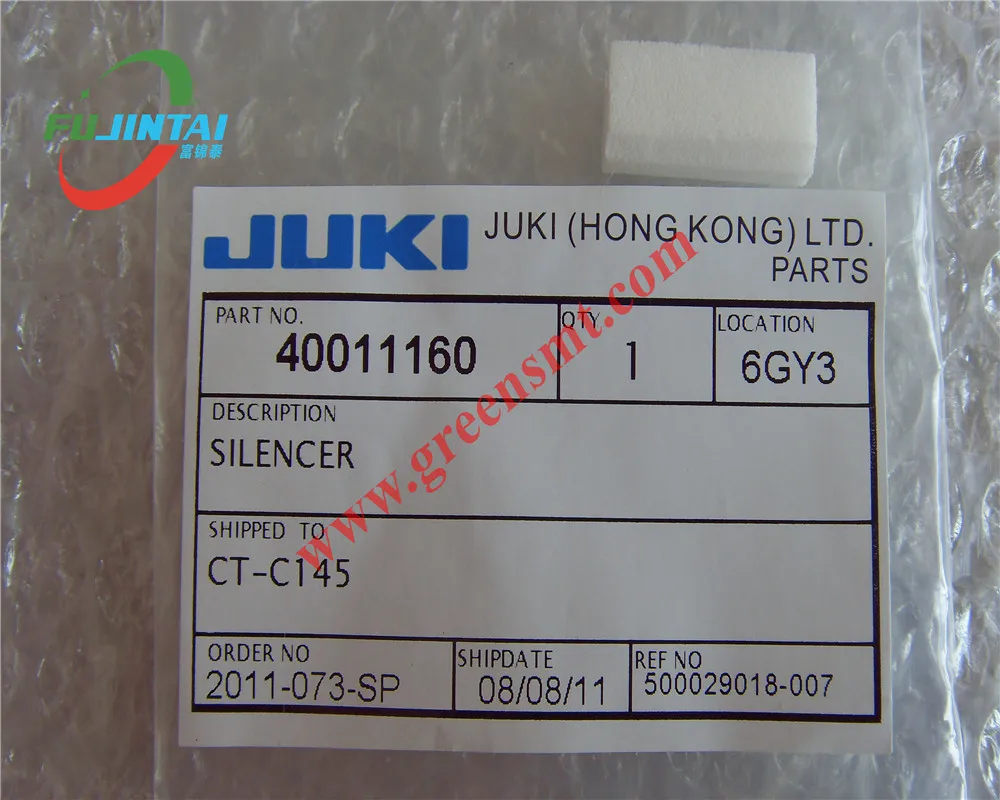 FUJINTAI
富锦泰
JUKI JUKI (HONG KONG) LTD.
PARTS
PART NO. QTY LOCATION
40011160 1 6GY3
DESCRIPTION
SILENCER
SHIPPED TO
CT-C145
ORDER NO SHIPDATE REF NO
2011-073-SP 08/08/11 500029018-007
www.greensmt.com